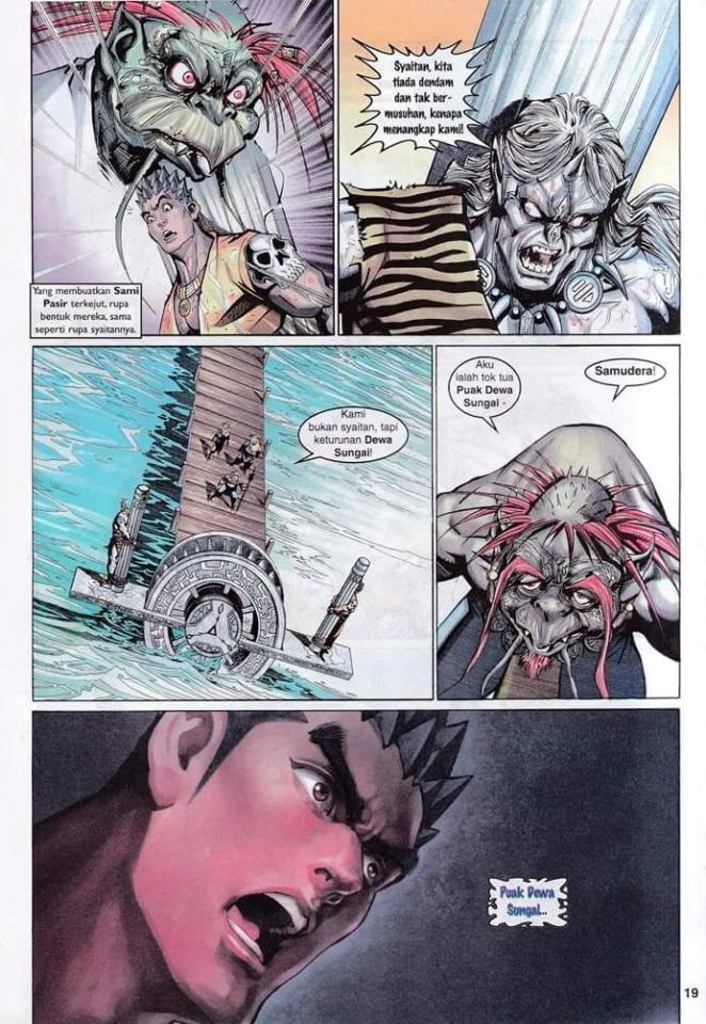 Yang membuatkan Sami
Pasir terkejut, rupa
bentuk mereka, sama
seperti rupa syaitannya.
Syaitan, kita
tiada dendam
dan tak ber-
musuhan, kenapa
menangkap kami!
Kami
bukan syaitan, tapi
keturunan Dewa
Sungai!
Aku
ialah tok tua
Puak Dewa
Sungai -
Samudera!
Puak Dewa
Sungai...
19